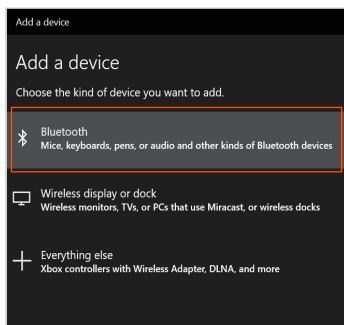 Add a device
Add a device
Choose the kind of device you want to add.
Bluetooth
Mice, keyboards, pens, or audio and other kinds of Bluetooth devices
Wireless display or dock
Wireless monitors, TVs, or PCs that use Miracast, or wireless docks
Everything else
Xbox controllers with Wireless Adapter, DLNA, and more